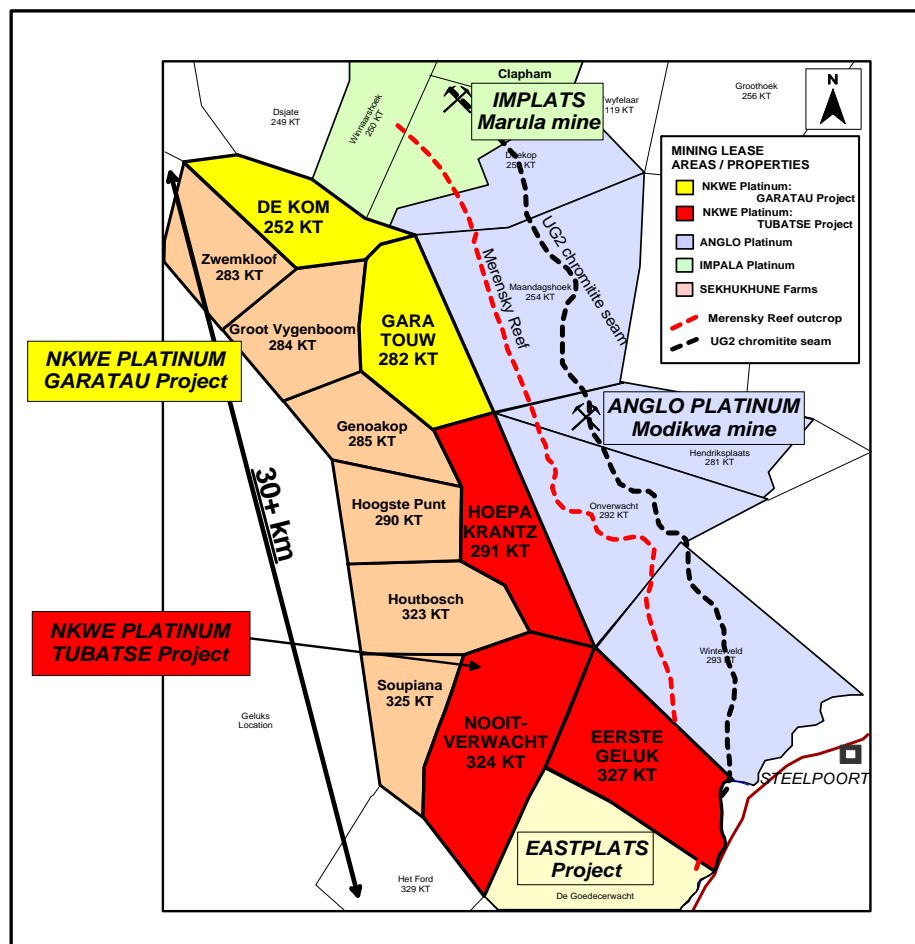 Clapham
IMPLATS
Marula mine
N
Groothoek
256 KT
Dsjate
249 KT
Winnaarshoek
250 KT
wyfelaar
119 KT
MINING LEASE
AREAS / PROPERTIES
NKWE Platinum:
GARATAU Project
NKWE Platinum:
TUBATSE Project
ANGLO Platinum
IMPALA Platinum
SEKHUKHUNE Farms
Merensky Reef outcrop
UG2 chromitite seam
DE KOM
252 KT
Zwemkloof
283 KT
UG2 chromitite seam
Merensky Reef
Maandagshoek
254 KT
GARA
TOUW
282 KT
Groot Vygenboom
284 KT
NKWE PLATINUM
GARATAU Project
ANGLO PLATINUM
Modikwa mine
Genoakop
285 KT
Hendriksplaats
281 KT
30+ km
Hoogste Punt
290 KT
HOEPA
KRANTZ
291 KT
Onverwacht
292 KT
Houtbosch
323 KT
NKWE PLATINUM
TUBATSE Project
Winterveld
293 KT
Soupiana
325 KT
Geluks
Location
NOOIT-
VERWACHT
324 KT
EERSTE
GELUK
327 KT
STEELPOORT
EASTPLATS
Project
Het Ford
329 KT
De Goedecerwacht